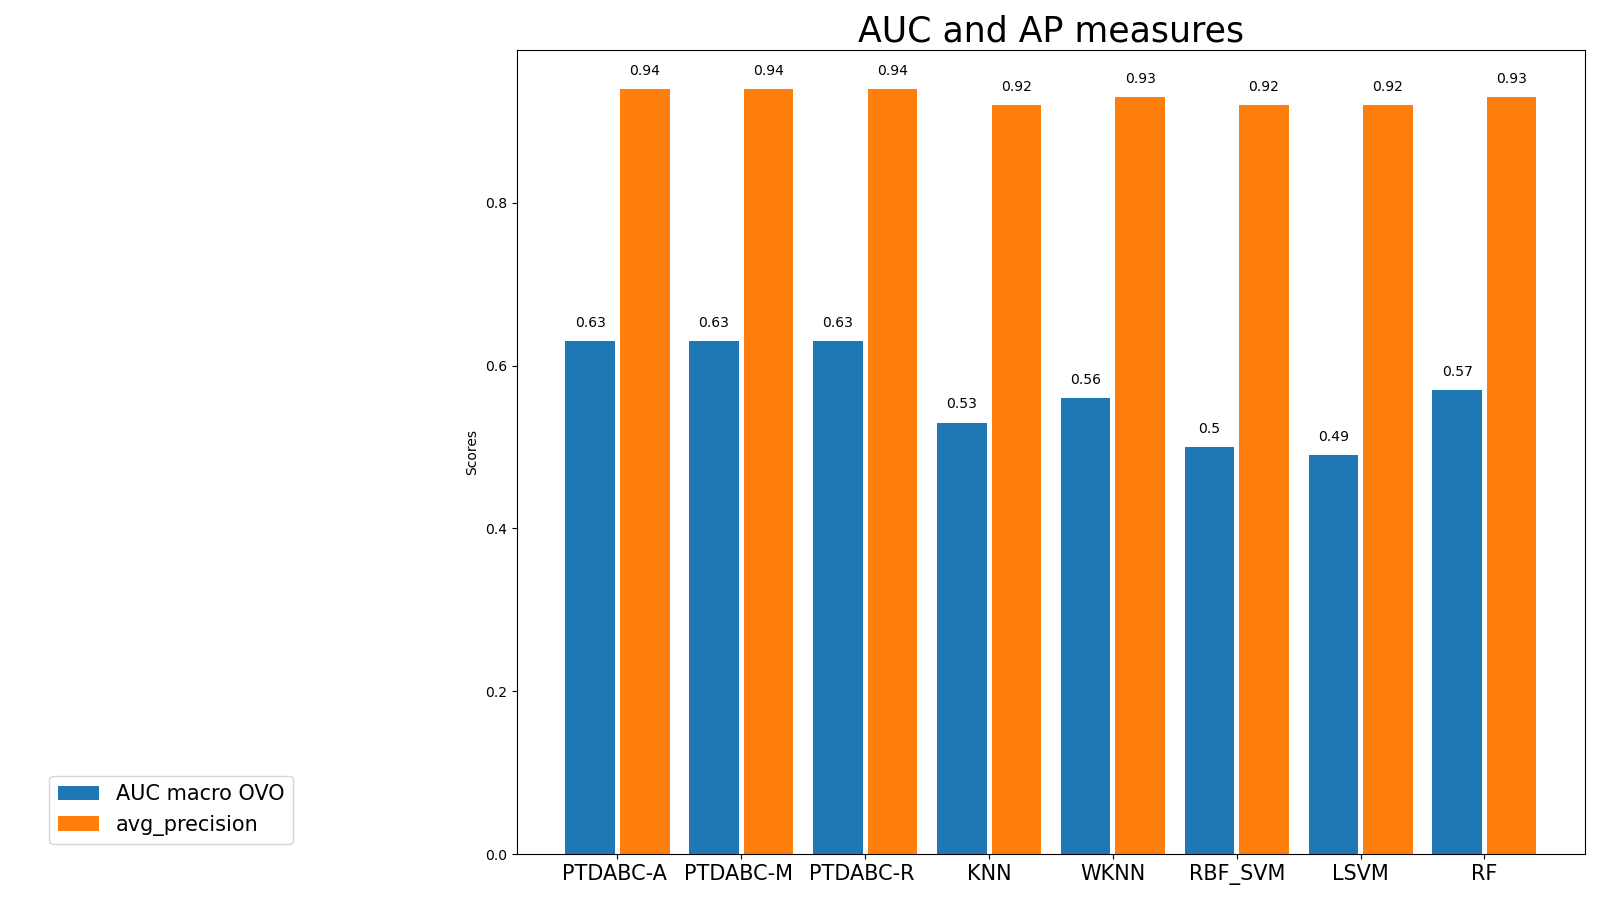 AUC and AP measures
0.94 0.94 0.94 0.92 0.93 0.92 0.92 0.93
0.63 0.63 0.63 0.53 0.56 0.5 0.49 0.57
0.8
0.6
0.4
0.2
0.0
Scores
PTDABC-A PTDABC-M PTDABC-R KNN WKNN RBF_SVM LSVM RF
AUC macro OVO
avg_precision